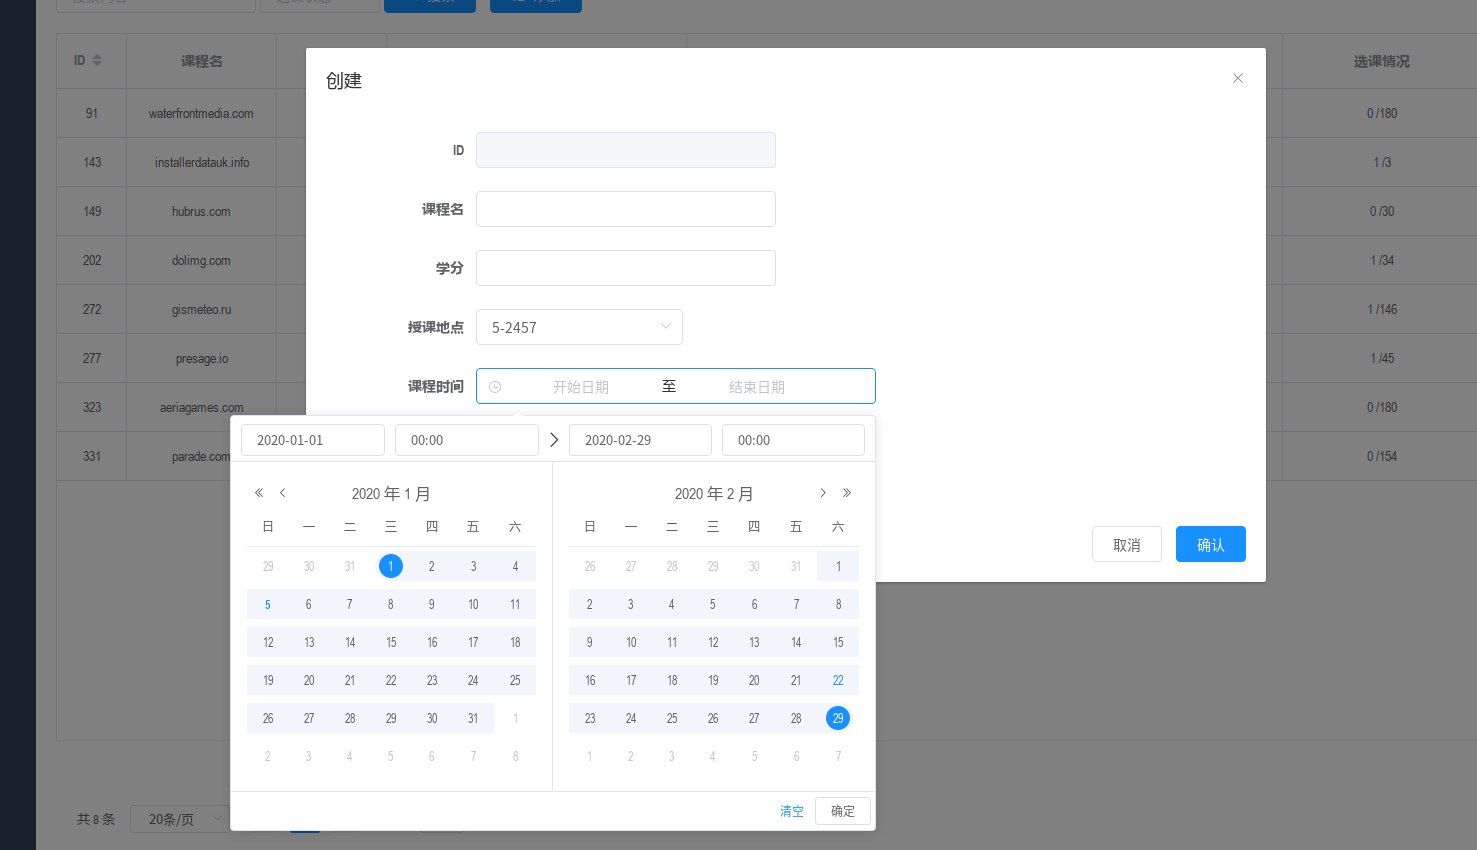 ID 课程名 选课情况
91 waterfrontmedia.com 0 /180
143 installerdatauk.info 1 /3
149 hubrus.com 0 /30
202 dolimg.com 1 /34
272 gismeteo.ru 1 /146
277 presage.io 1 /45
323 aeriagames.com 0 /180
331 parade.com 0 /154
共 8 条 20条/页
创建
ID
课程名
学分
授课地点 5-2457
课程时间 开始日期 至 结束日期
2020-01-01 00:00 2020-02-29 00:00
2020 年 1 月
日 一 二 三 四 五 六
29 30 31 1 2 3 4
5 6 7 8 9 10 11
12 13 14 15 16 17 18
19 20 21 22 23 24 25
26 27 28 29 30 31 1
2 3 4 5 6 7 8
2020 年 2 月
日 一 二 三 四 五 六
26 27 28 29 30 31 1
2 3 4 5 6 7 8
9 10 11 12 13 14 15
16 17 18 19 20 21 22
23 24 25 26 27 28 29
1 2 3 4 5 6 7
清空 确定
取消 确认